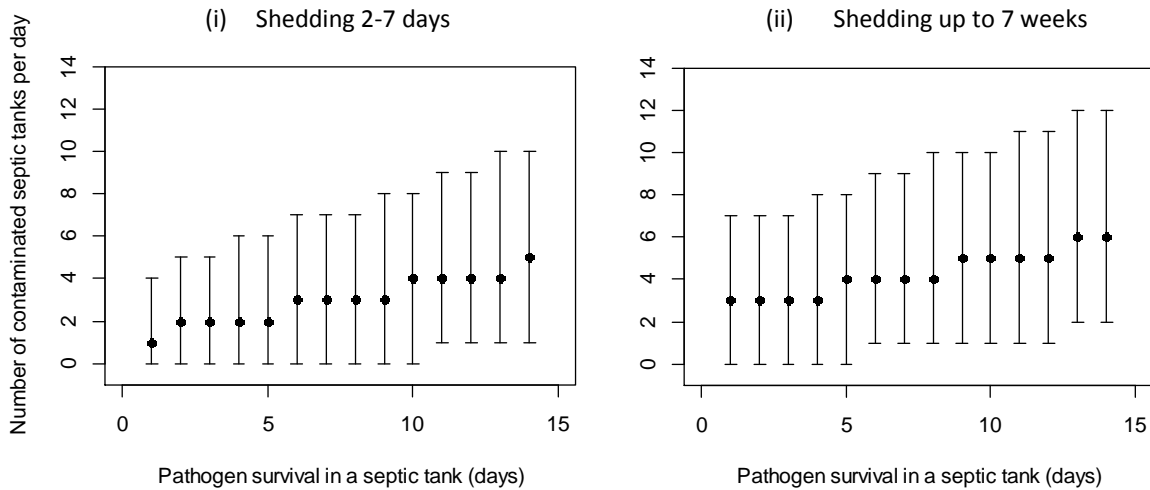 (i) Shedding 2-7 days
(ii) Shedding up to 7 weeks
Number of contaminated septic tanks per day
14
12
10
8
6
4
2
0
0 5 10 15
Pathogen survival in a septic tank (days)
14
12
10
8
6
4
2
0
0 5 10 15
Pathogen survival in a septic tank (days)